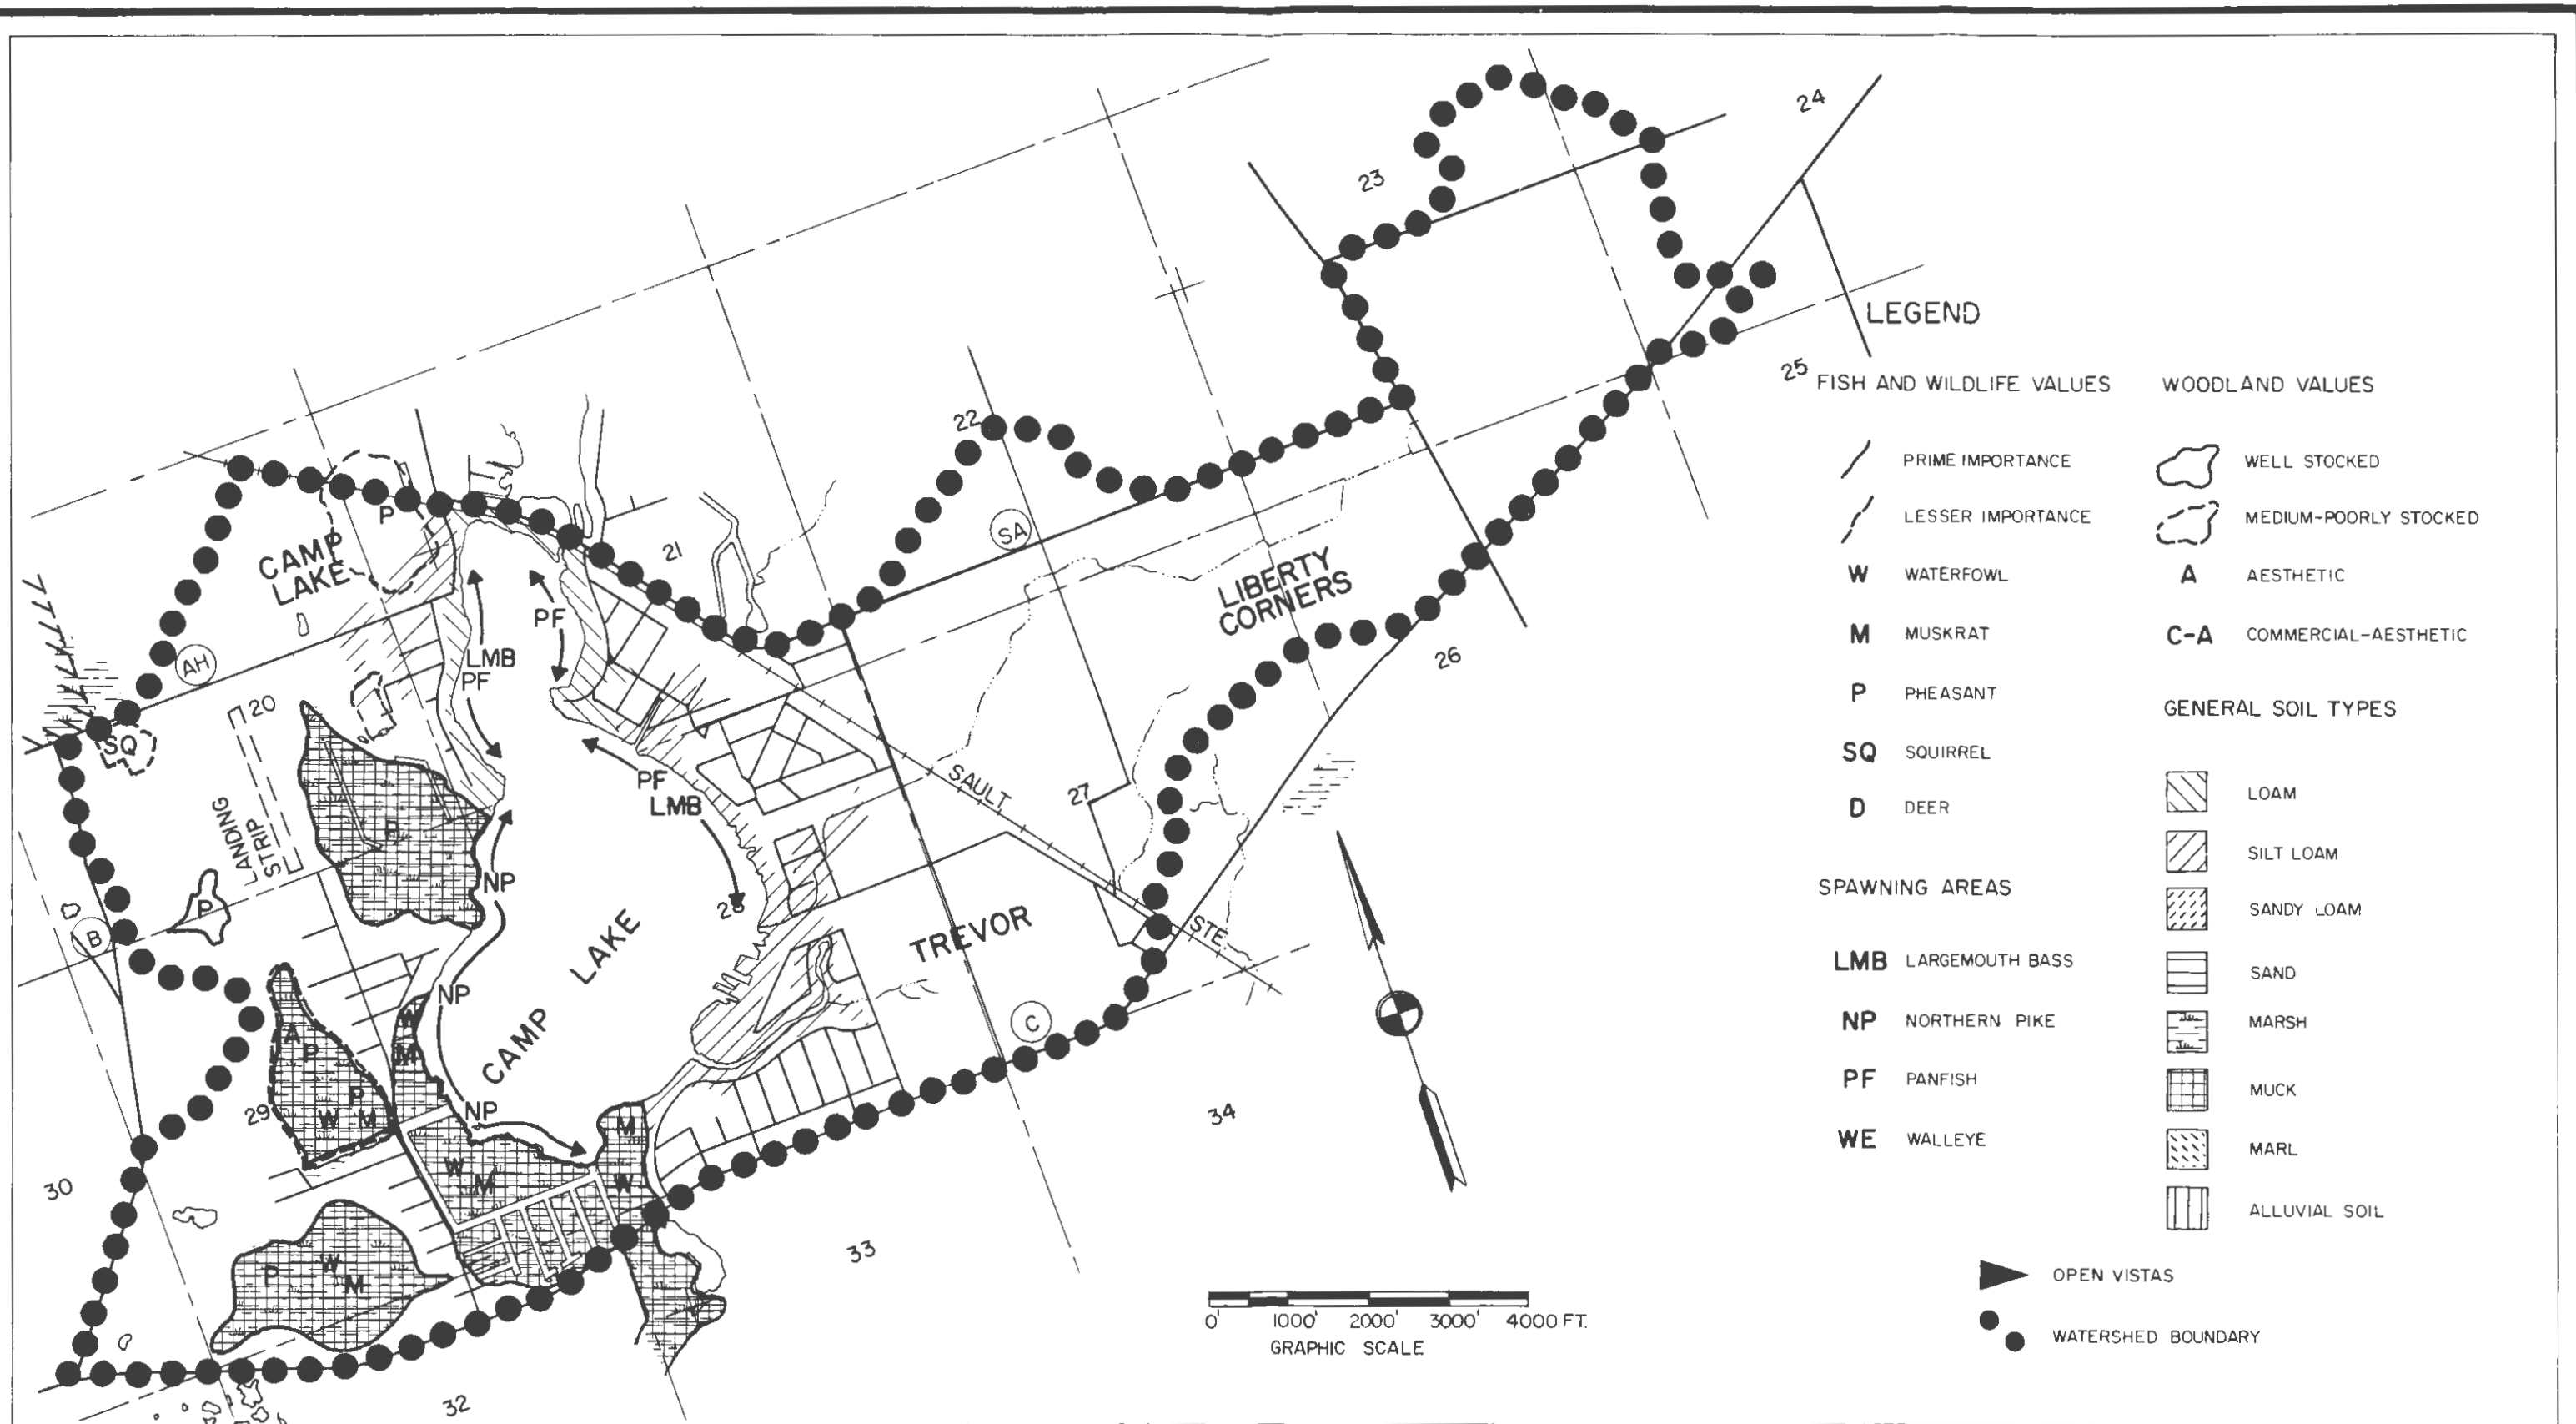 24
23
22
21
SA
CAMP
LAKE
P
AH
20
SQ
LANDING
STRIP
B
P
P
LMB
PF
PF
PF
LMB
NP
28
CAMP LAKE
NP
NP
W
M
A
P
P
W M
29
30
W
M
M
W
P W
M
32
33
34
LIBERTY
CORNERS
26
25
27
SAULT
STE.
TREVOR
C
0' 1000' 2000' 3000' 4000 FT.
GRAPHIC SCALE
LEGEND
FISH AND WILDLIFE VALUES
PRIME IMPORTANCE
LESSER IMPORTANCE
W WATERFOWL
M MUSKRAT
P PHEASANT
SQ SQUIRREL
D DEER
SPAWNING AREAS
LMB LARGEMOUTH BASS
NP NORTHERN PIKE
PF PANFISH
WE WALLEYE
WOODLAND VALUES
WELL STOCKED
MEDIUM-POORLY STOCKED
A AESTHETIC
C-A COMMERCIAL-AESTHETIC
GENERAL SOIL TYPES
LOAM
SILT LOAM
SANDY LOAM
SAND
MARSH
MUCK
MARL
ALLUVIAL SOIL
OPEN VISTAS
WATERSHED BOUNDARY